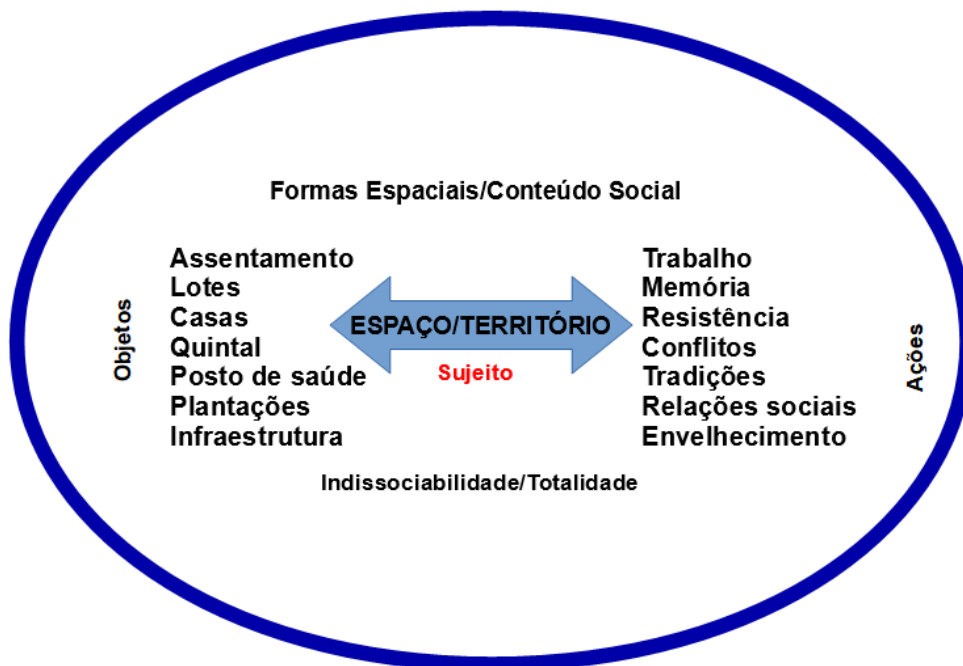 Formas Espaciais/Conteúdo Social
Objetos
Assentamento
Lotes
Casas
Quintal
Posto de saúde
Plantações
Infraestrutura
ESPAÇO/TERRITÓRIO
Sujeito
Trabalho
Memória
Resistência
Conflitos
Tradições
Relações sociais
Envelhecimento
Ações
Indissociabilidade/Totalidade